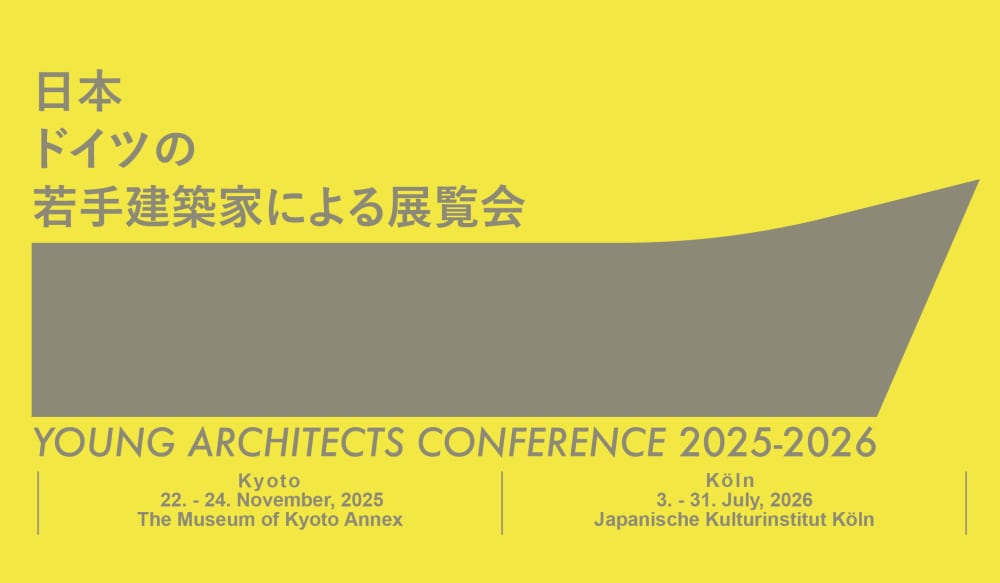 日本
ドイツの
若手建築家による展覧会
YOUNG ARCHITECTS CONFERENCE 2025-2026
Kyoto
22. - 24. November, 2025
The Museum of Kyoto Annex
Köln
3. - 31. July, 2026
Japanische Kulturinstitut Köln